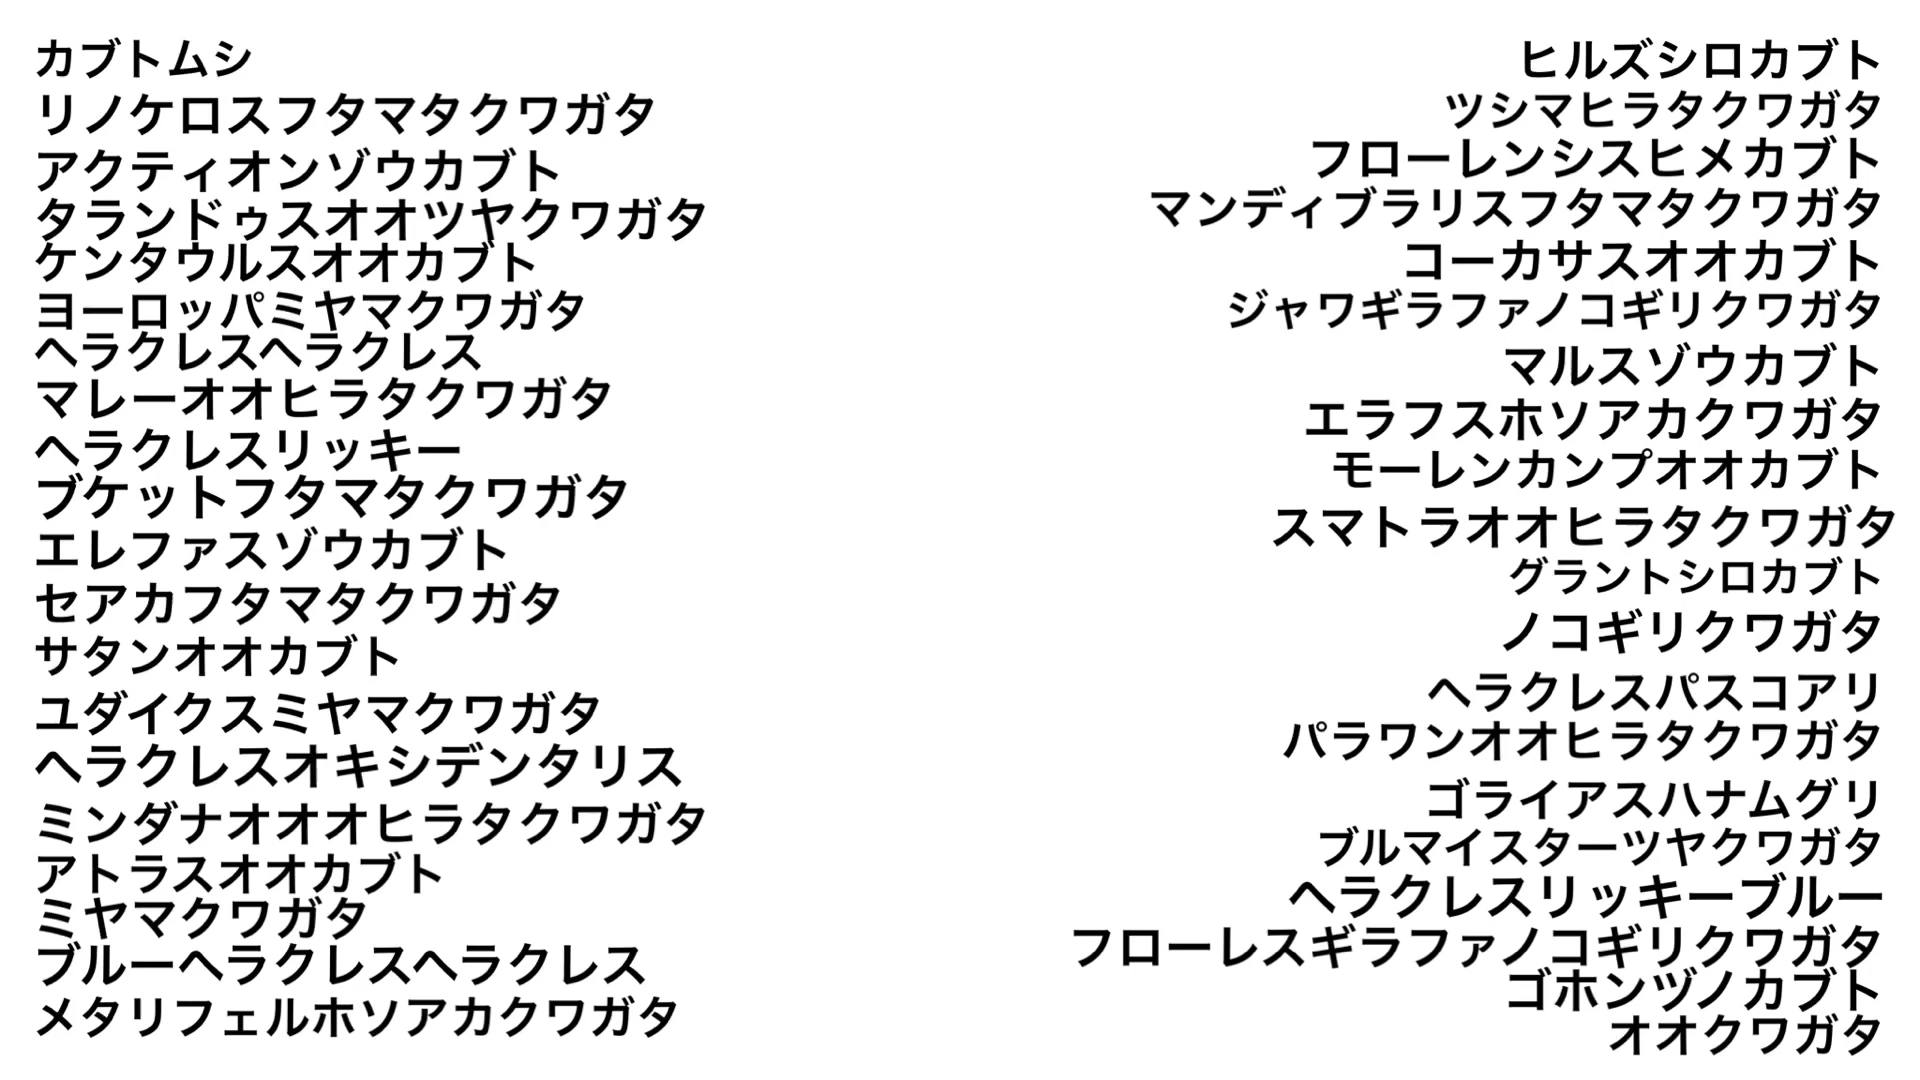 カブトムシ
リノケロスフタマタクワガタ
アクティオンゾウカブト
タランドゥスオオツヤクワガタ
ケンタウルスオオカブト
ヨーロッパミヤマクワガタ
ヘラクレスヘラクレス
マレーオオヒラタクワガタ
ヘラクレスリッキー
ブケットフタマタクワガタ
エレファスゾウカブト
セアカフタマタクワガタ
サタンオオカブト
ユダイクスミヤマクワガタ
ヘラクレスオキシデンタリス
ミンダナオオオヒラタクワガタ
アトラスオオカブト
ミヤマクワガタ
ブルーヘラクレスヘラクレス
メタリフェルホソアカクワガタ
ヒルズシロカブト
ツシマヒラタクワガタ
フローレンシスヒメカブト
マンディブラリスフタマタクワガタ
コーカサスオオカブト
ジャワギラファノコギリクワガタ
マルスゾウカブト
エラフスホソアカクワガタ
モーレンカンプオオカブト
スマトラオオヒラタクワガタ
グラントシロカブト
ノコギリクワガタ
ヘラクレスパスコアリ
パラワンオオヒラタクワガタ
ゴライアスハナムグリ
ブルマイスターツヤクワガタ
ヘラクレスリッキーブルー
フローレスギラファノコギリクワガタ
ゴホンヅノカブト
オオクワガタ